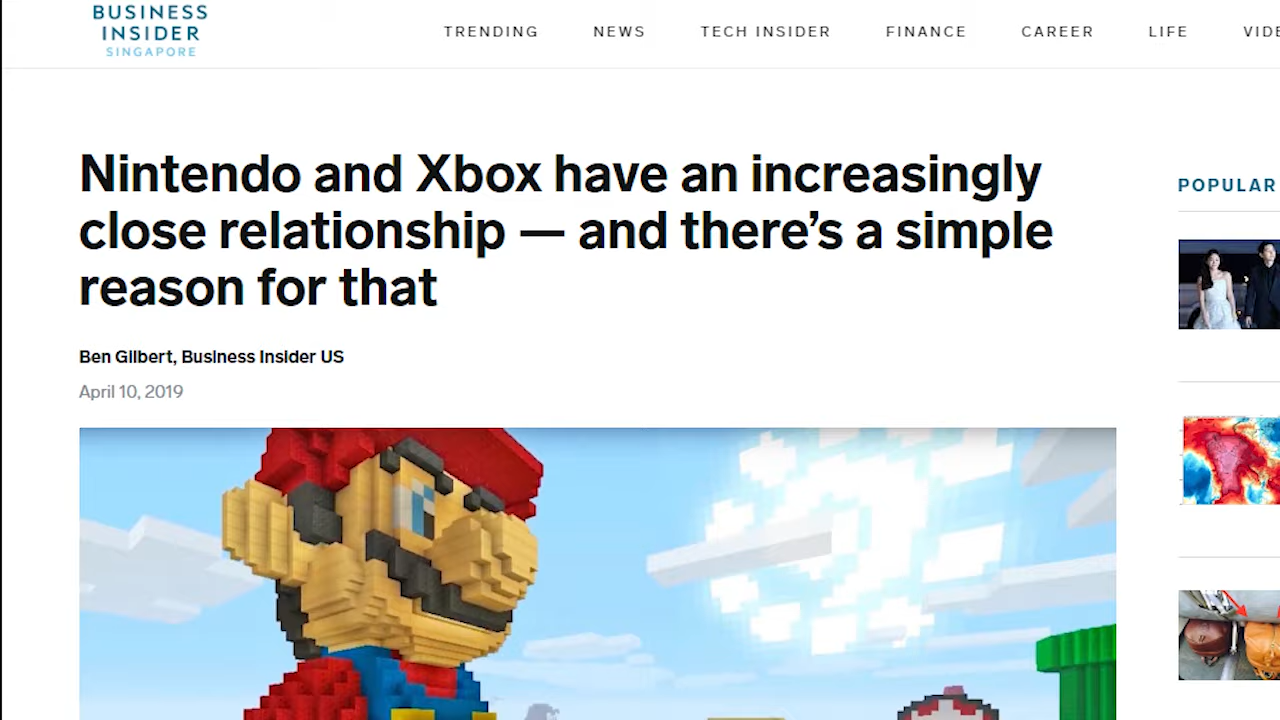 BUSINESS
INSIDER
SINGAPORE
TRENDING NEWS TECH INSIDER FINANCE CAREER LIFE
Nintendo and Xbox have an increasingly
close relationship — and there’s a simple
reason for that
POPULAR
Ben Gilbert, Business Insider US
April 10, 2019